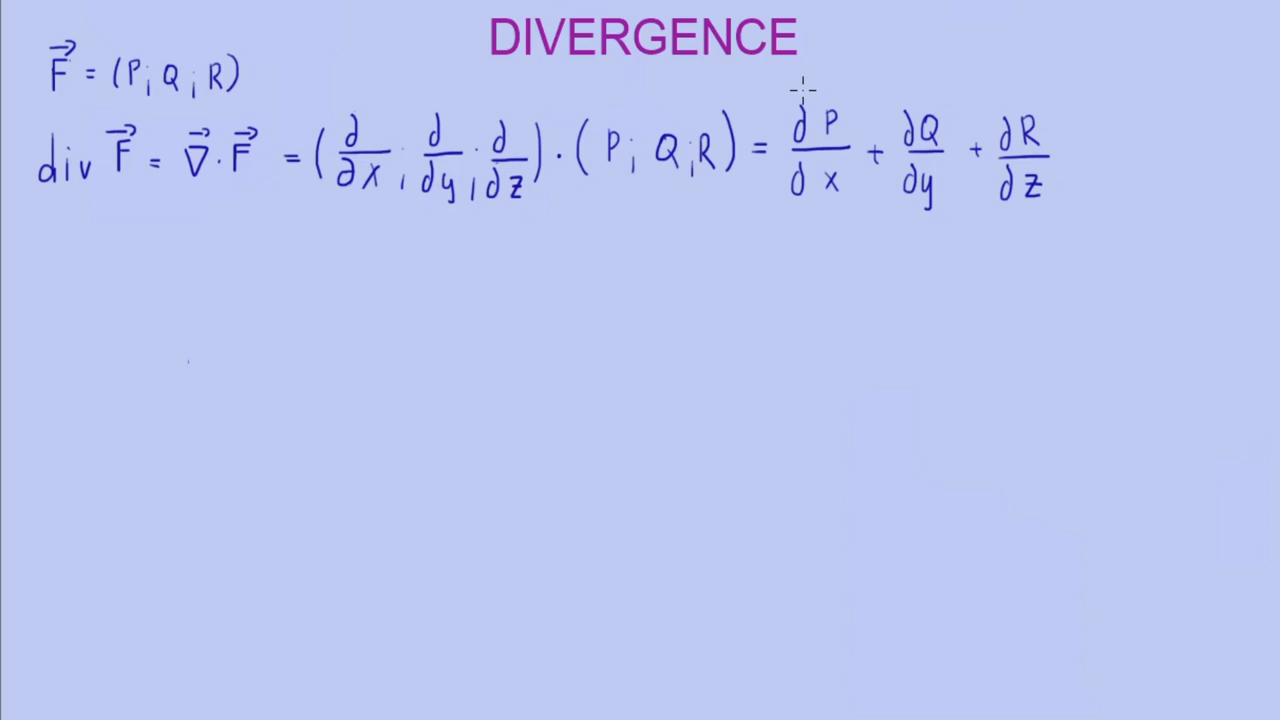 DIVERGENCE
F⃗ = (P; Q; R)
div F⃗ = ∇⃗ · F⃗ = (∂/∂x; ∂/∂y; ∂/∂z) · (P; Q; R) = ∂P/∂x + ∂Q/∂y + ∂R/∂z